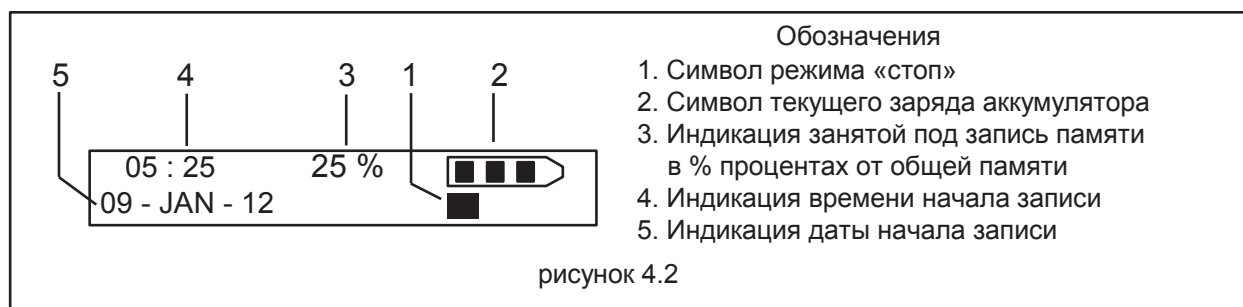 Обозначения
5 4 3 1 2
05 : 25 25 %
09 - JAN - 12
1. Символ режима «стоп»
2. Символ текущего заряда аккумулятора
3. Индикация занятой под запись памяти
в % процентах от общей памяти
4. Индикация времени начала записи
5. Индикация даты начала записи
рисунок 4.2